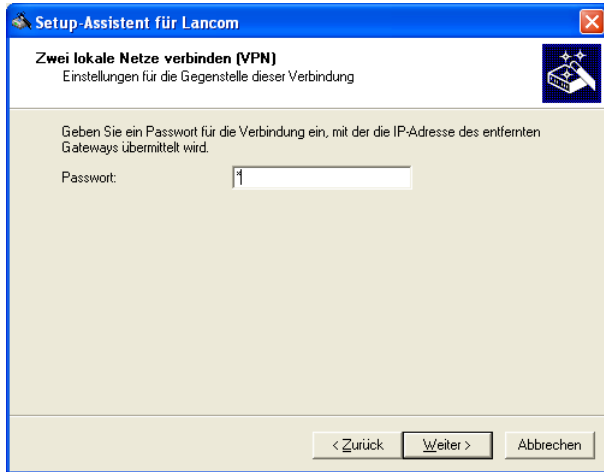 Setup-Assistent für Lancom
Zwei lokale Netze verbinden (VPN)
Einstellungen für die Gegenstelle dieser Verbindung
Geben Sie ein Passwort für die Verbindung ein, mit der die IP-Adresse des entfernten
Gateways übermittelt wird.
Passwort: *
< Zurück Weiter > Abbrechen